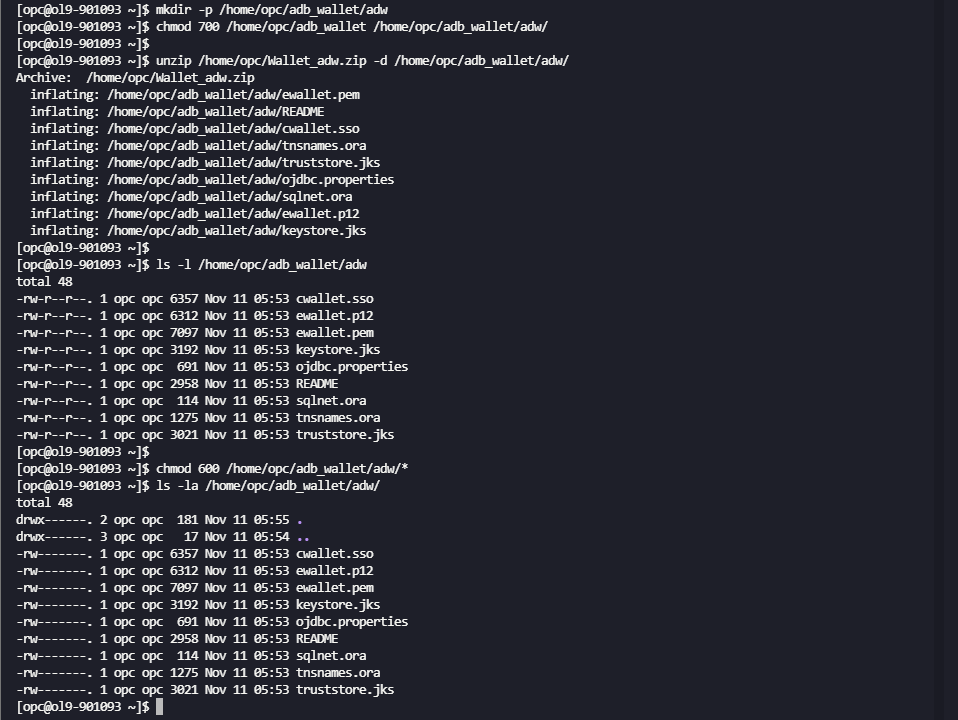 [opc@ol9-901093 ~]$ mkdir -p /home/opc/adb_wallet/adw
[opc@ol9-901093 ~]$ chmod 700 /home/opc/adb_wallet /home/opc/adb_wallet/adw/
[opc@ol9-901093 ~]$
[opc@ol9-901093 ~]$ unzip /home/opc/Wallet_adw.zip -d /home/opc/adb_wallet/adw/
Archive:  /home/opc/Wallet_adw.zip
  inflating: /home/opc/adb_wallet/adw/ewallet.pem
  inflating: /home/opc/adb_wallet/adw/README
  inflating: /home/opc/adb_wallet/adw/cwallet.sso
  inflating: /home/opc/adb_wallet/adw/tnsnames.ora
  inflating: /home/opc/adb_wallet/adw/truststore.jks
  inflating: /home/opc/adb_wallet/adw/ojdbc.properties
  inflating: /home/opc/adb_wallet/adw/sqlnet.ora
  inflating: /home/opc/adb_wallet/adw/ewallet.p12
  inflating: /home/opc/adb_wallet/adw/keystore.jks
[opc@ol9-901093 ~]$
[opc@ol9-901093 ~]$ ls -l /home/opc/adb_wallet/adw
total 48
-rw-r--r--. 1 opc opc 6357 Nov 11 05:53 cwallet.sso
-rw-r--r--. 1 opc opc 6312 Nov 11 05:53 ewallet.p12
-rw-r--r--. 1 opc opc 7097 Nov 11 05:53 ewallet.pem
-rw-r--r--. 1 opc opc 3192 Nov 11 05:53 keystore.jks
-rw-r--r--. 1 opc opc  691 Nov 11 05:53 ojdbc.properties
-rw-r--r--. 1 opc opc 2958 Nov 11 05:53 README
-rw-r--r--. 1 opc opc  114 Nov 11 05:53 sqlnet.ora
-rw-r--r--. 1 opc opc 1275 Nov 11 05:53 tnsnames.ora
-rw-r--r--. 1 opc opc 3021 Nov 11 05:53 truststore.jks
[opc@ol9-901093 ~]$
[opc@ol9-901093 ~]$ chmod 600 /home/opc/adb_wallet/adw/*
[opc@ol9-901093 ~]$ ls -la /home/opc/adb_wallet/adw/
total 48
drwx------. 2 opc opc  181 Nov 11 05:55 .
drwx------. 3 opc opc   17 Nov 11 05:54 ..
-rw-------. 1 opc opc 6357 Nov 11 05:53 cwallet.sso
-rw-------. 1 opc opc 6312 Nov 11 05:53 ewallet.p12
-rw-------. 1 opc opc 7097 Nov 11 05:53 ewallet.pem
-rw-------. 1 opc opc 3192 Nov 11 05:53 keystore.jks
-rw-------. 1 opc opc  691 Nov 11 05:53 ojdbc.properties
-rw-------. 1 opc opc 2958 Nov 11 05:53 README
-rw-------. 1 opc opc  114 Nov 11 05:53 sqlnet.ora
-rw-------. 1 opc opc 1275 Nov 11 05:53 tnsnames.ora
-rw-------. 1 opc opc 3021 Nov 11 05:53 truststore.jks
[opc@ol9-901093 ~]$